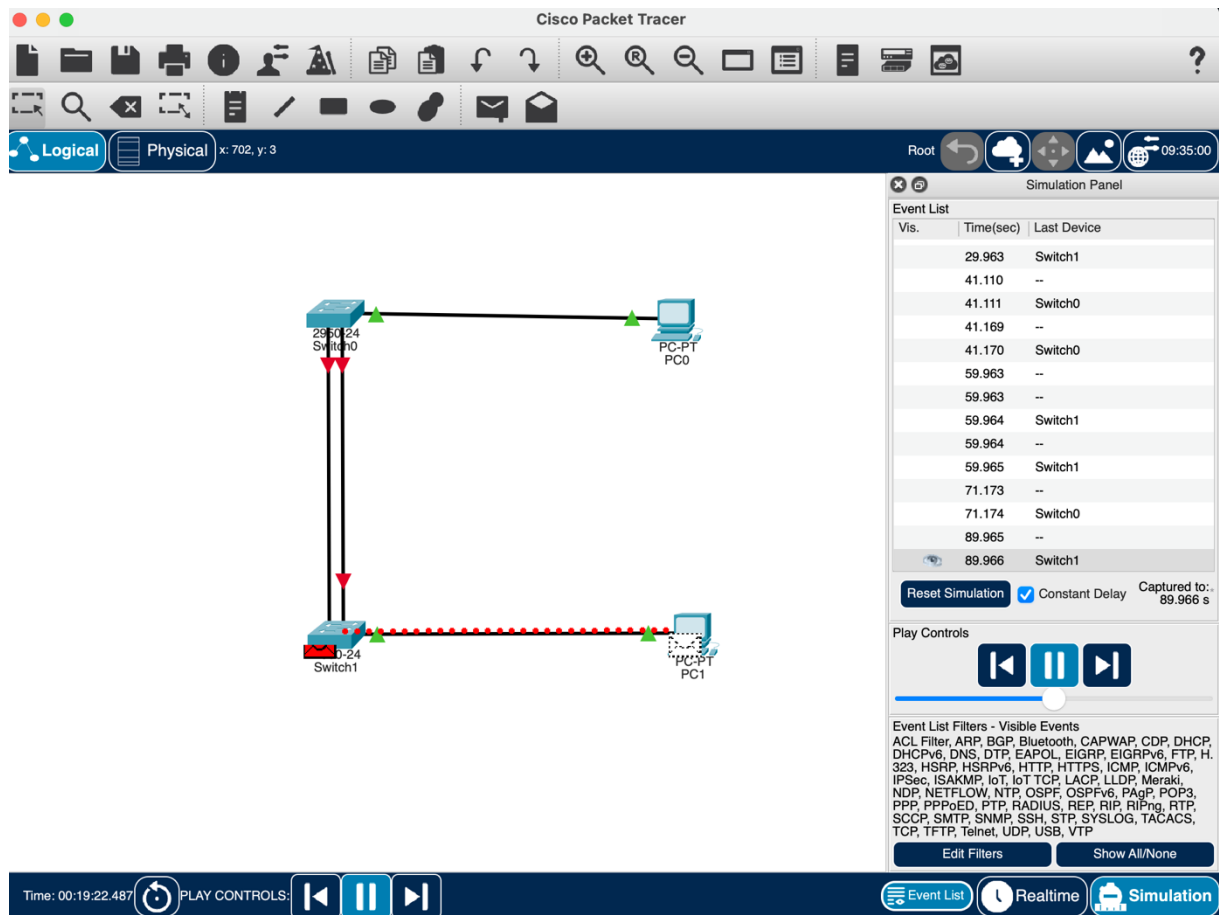 Cisco Packet Tracer
Logical
Physical
x: 702, y: 3
Root
09:35:00
Simulation Panel
Event List
Vis. Time(sec) Last Device
29.963 Switch1
41.110 --
41.111 Switch0
41.169 --
41.170 Switch0
59.963 --
59.963 --
59.964 Switch1
59.964 --
59.965 Switch1
71.173 --
71.174 Switch0
89.965 --
89.966 Switch1
Reset Simulation
Constant Delay
Captured to:
89.966 s
Play Controls
Event List Filters - Visible Events
ACL Filter, ARP, BGP, Bluetooth, CAPWAP, CDP, DHCP,
DHCPv6, DNS, DTP, EAPOL, EIGRP, EIGRPv6, FTP, H.
323, HSRP, HSRPv6, HTTP, HTTPS, ICMP, ICMPv6,
IPSec, ISAKMP, IoT, IoT TCP, LACP, LLDP, Meraki,
NDP, NETFLOW, NTP, OSPF, OSPFv6, PAgP, POP3,
PPP, PPPoED, PTP, RADIUS, REP, RIP, RIPng, RTP,
SCCP, SMTP, SNMP, SSH, STP, SYSLOG, TACACS,
TCP, TFTP, Telnet, UDP, USB, VTP
Edit Filters
Show All/None
2960-24
Switch0
PC-PT
PC0
0-24
Switch1
PC-PT
PC1
Time: 00:19:22.487
PLAY CONTROLS:
Event List
Realtime
Simulation